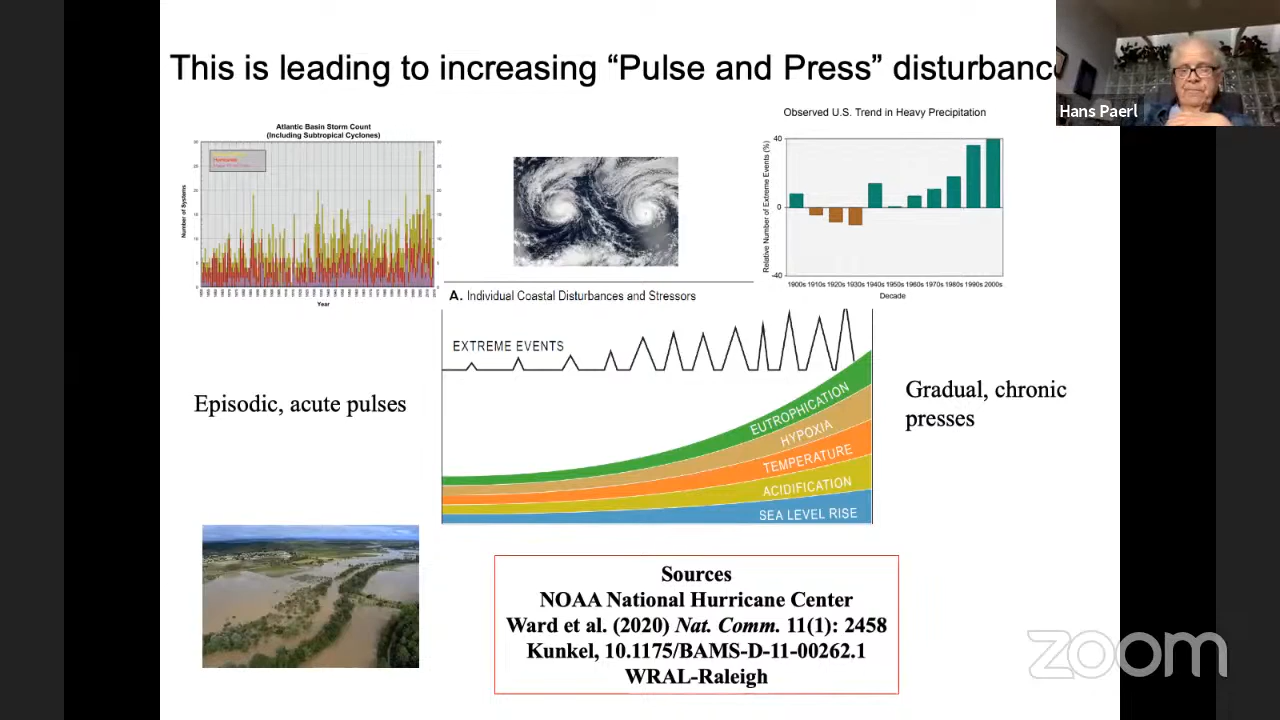 This is leading to increasing “Pulse and Press” disturbanc
Hans Paerl
Atlantic Basin Storm Count
(Including Subtropical Cyclones)
Number of Systems
Hurricanes
Year
Observed U.S. Trend in Heavy Precipitation
Relative Number of Extreme Events (%)
40
0
-40
1900s 1910s 1920s 1930s 1940s 1950s 1960s 1970s 1980s 1990s 2000s
Decade
A. Individual Coastal Disturbances and Stressors
EXTREME EVENTS
EUTROPHICATION
HYPOXIA
TEMPERATURE
ACIDIFICATION
SEA LEVEL RISE
Episodic, acute pulses
Gradual, chronic
presses
Sources
NOAA National Hurricane Center
Ward et al. (2020) Nat. Comm. 11(1): 2458
Kunkel, 10.1175/BAMS-D-11-00262.1
WRAL-Raleigh
zoom